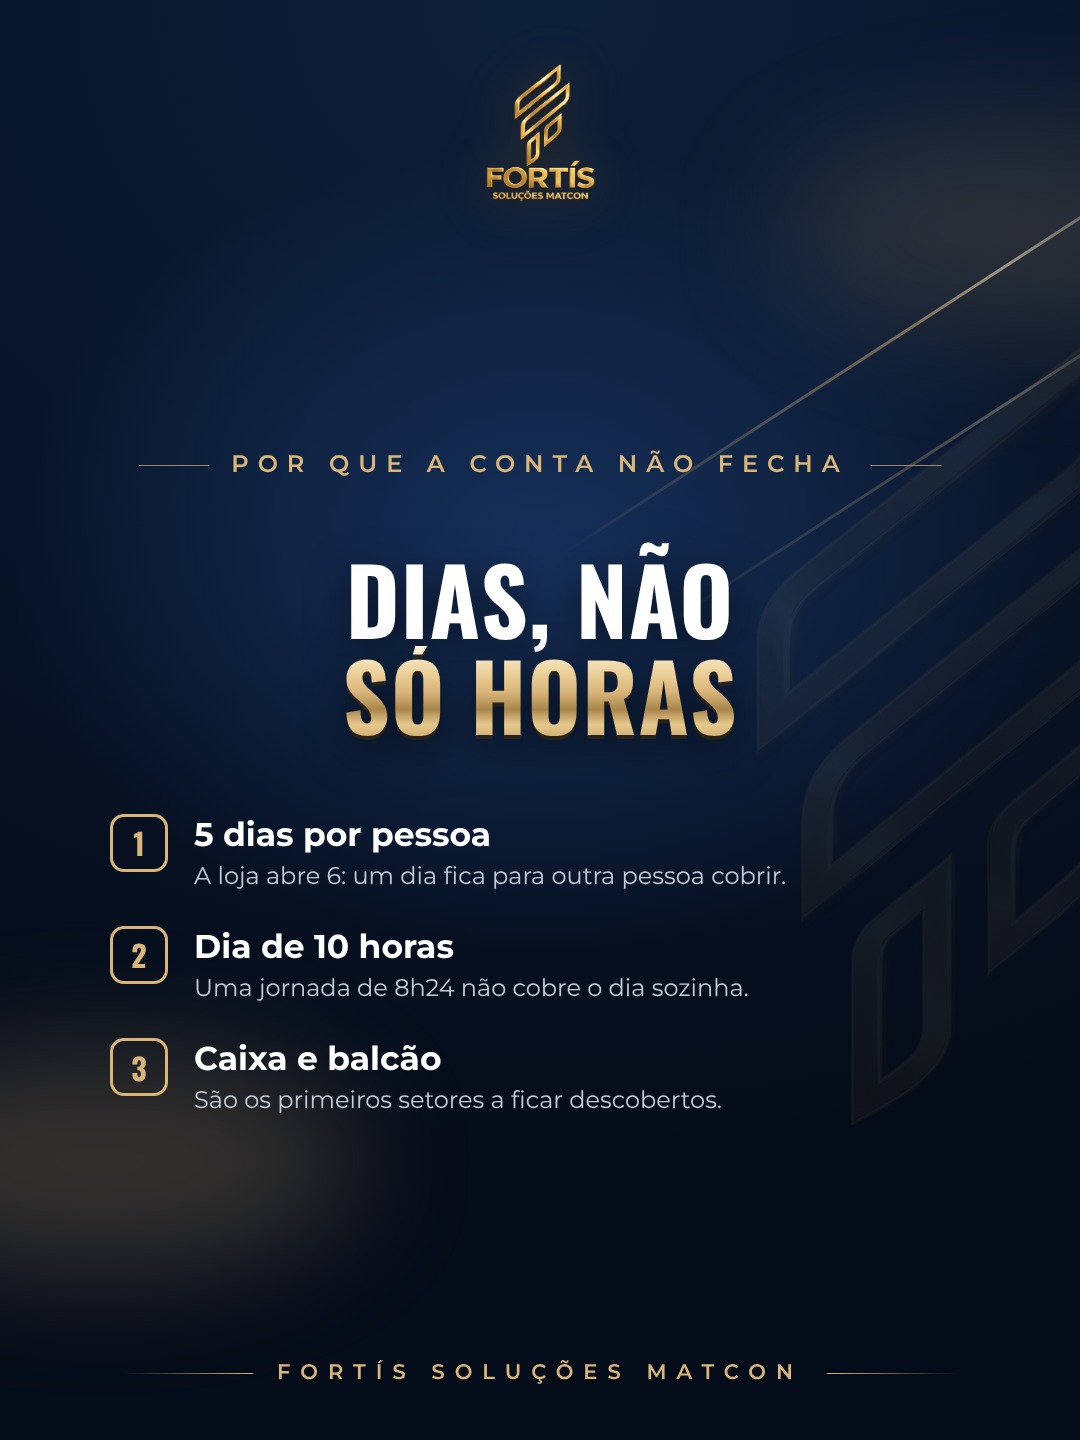 FORTÍS
SOLUÇÕES MATCON
POR QUE A CONTA NÃO FECHA
DIAS, NÃO
SÓ HORAS
1
5 dias por pessoa
A loja abre 6: um dia fica para outra pessoa cobrir.
2
Dia de 10 horas
Uma jornada de 8h24 não cobre o dia sozinha.
3
Caixa e balcão
São os primeiros setores a ficar descobertos.
FORTÍS SOLUÇÕES MATCON